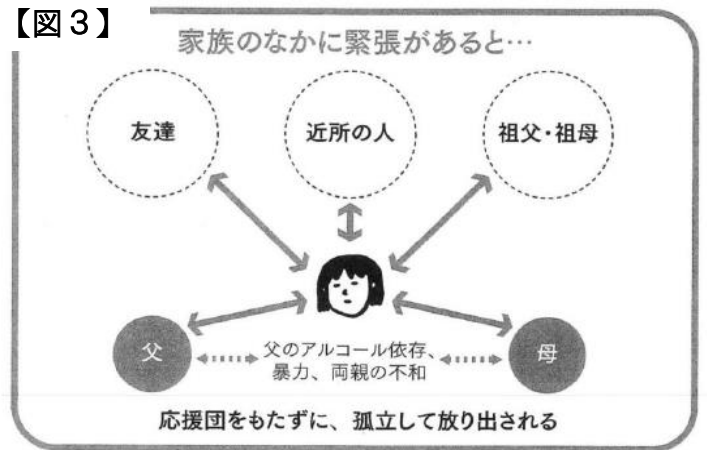 【図3】
家族のなかに緊張があると…
友達
近所の人
祖父・祖母
父
父のアルコール依存、
暴力、両親の不和
母
応援団をもたずに、孤立して放り出される